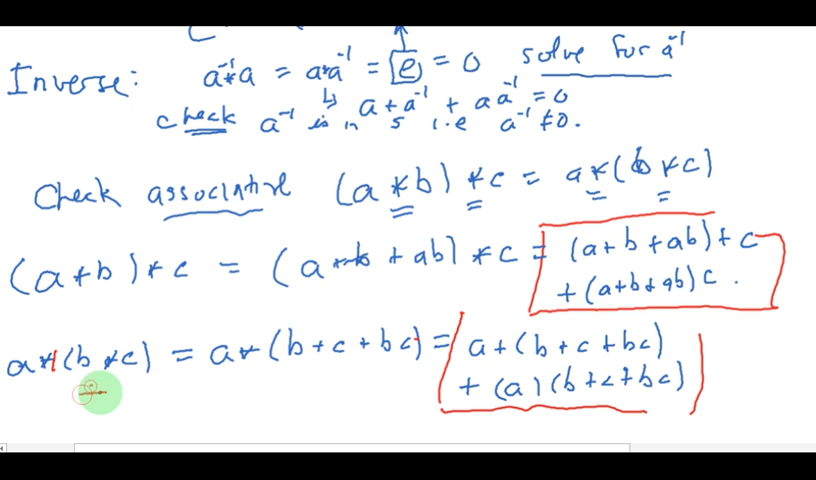 Inverse: a⁻¹*a = a*a⁻¹ = e = 0 solve for a⁻¹
↳ a + a⁻¹ + aa⁻¹ = 0
check a⁻¹ is in S i.e a⁻¹ ≠ 0.
Check associative (a*b)*c = a*(b*c)
(a*b)*c = (a+b + ab)*c = (a+b+ab)+c
+ (a+b+ab)c.
a*(b*c) = a*(b+c+bc) = a+(b+c+bc)
+ (a)(b+c+bc)